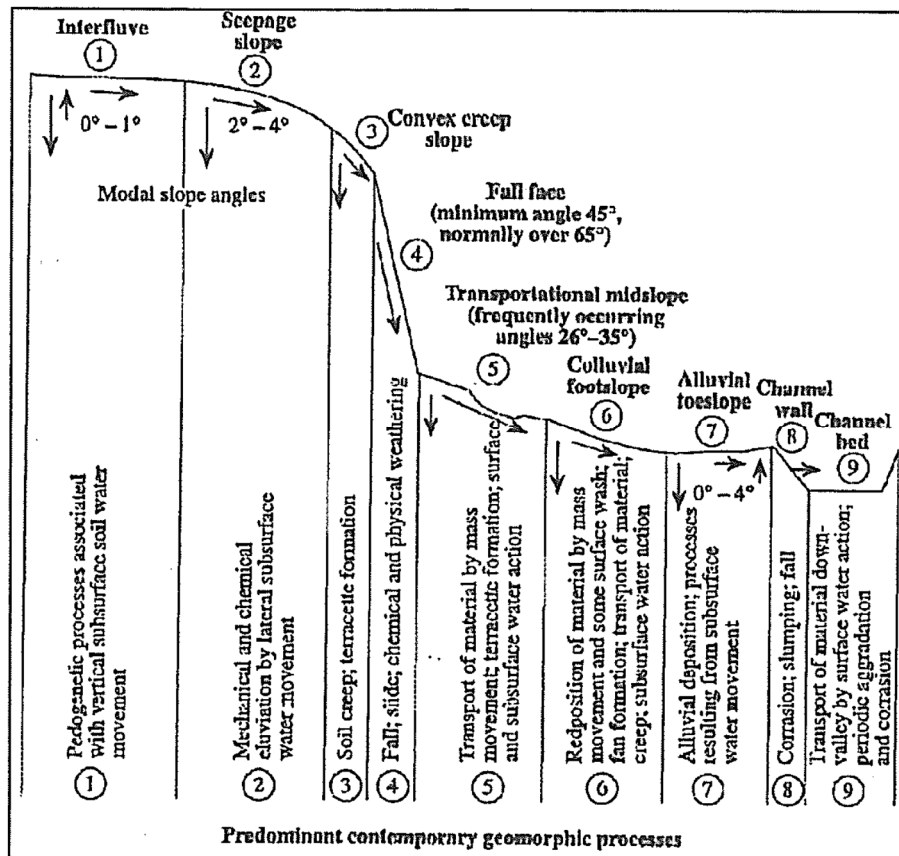 Interfluve
1
Seepage
slope
2
0° – 1°
2° – 4°
3
Convex creep
slope
Modal slope angles
Fall face
(minimum angle 45°,
normally over 65°)
4
Transportational midslope
(frequently occurring
angles 26°–35°)
5
Colluvial
footslope
6
Alluvial
toeslope
7
Channel
wall
8
Channel
bed
9
0° – 4°
Pedogenetic processes associated
with vertical subsurface soil water
movement
1
Mechanical and chemical
eluviation by lateral subsurface
water movement
2
Soil creep; terracette formation
3
Fall; slide; chemical and physical weathering
4
Transport of material by mass
movement; terracette formation; surface
and subsurface water action
5
Redposition of material by mass
movement and some surface wash;
fan formation; transport of material;
creep; subsurface water action
6
Alluvial deposition; processes
resulting from subsurface
water movement
7
Corrasion; slumping; fall
8
Transport of material down-
valley by surface water action;
periodic aggradation
and corrasion
9
Predominant contemporary geomorphic processes